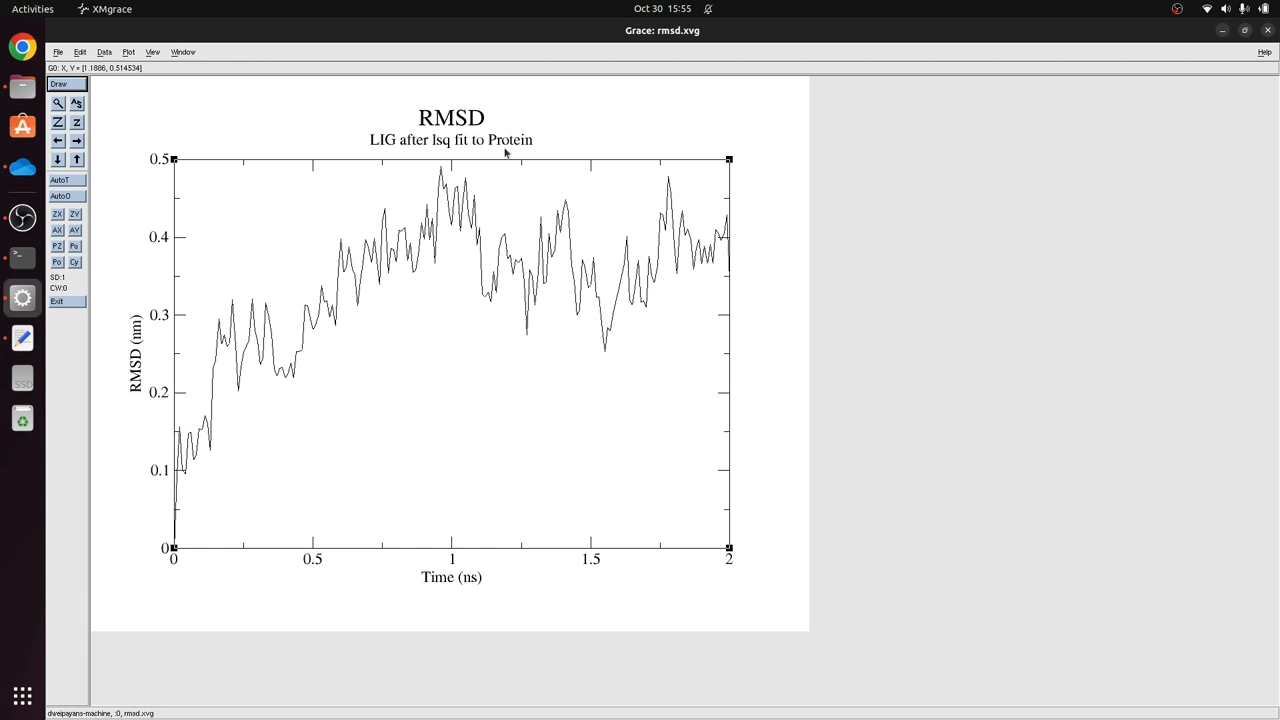 Activities XMgrace Oct 30 15:55
Grace: rmsd.xvg
File Edit Data Plot View Window Help
G0: X, Y = [1.1886, 0.514534]
Draw
A S
Z z
AutoT
AutoO
ZX ZY
AX AY
PZ Pu
Po Cy
SD:1
CW:0
Exit
SSD
RMSD
LIG after lsq fit to Protein
0.5
0.4
0.3
0.2
0.1
0
RMSD (nm)
0 0.5 1 1.5 2
Time (ns)
dweipayans-machine, :0, rmsd.xvg